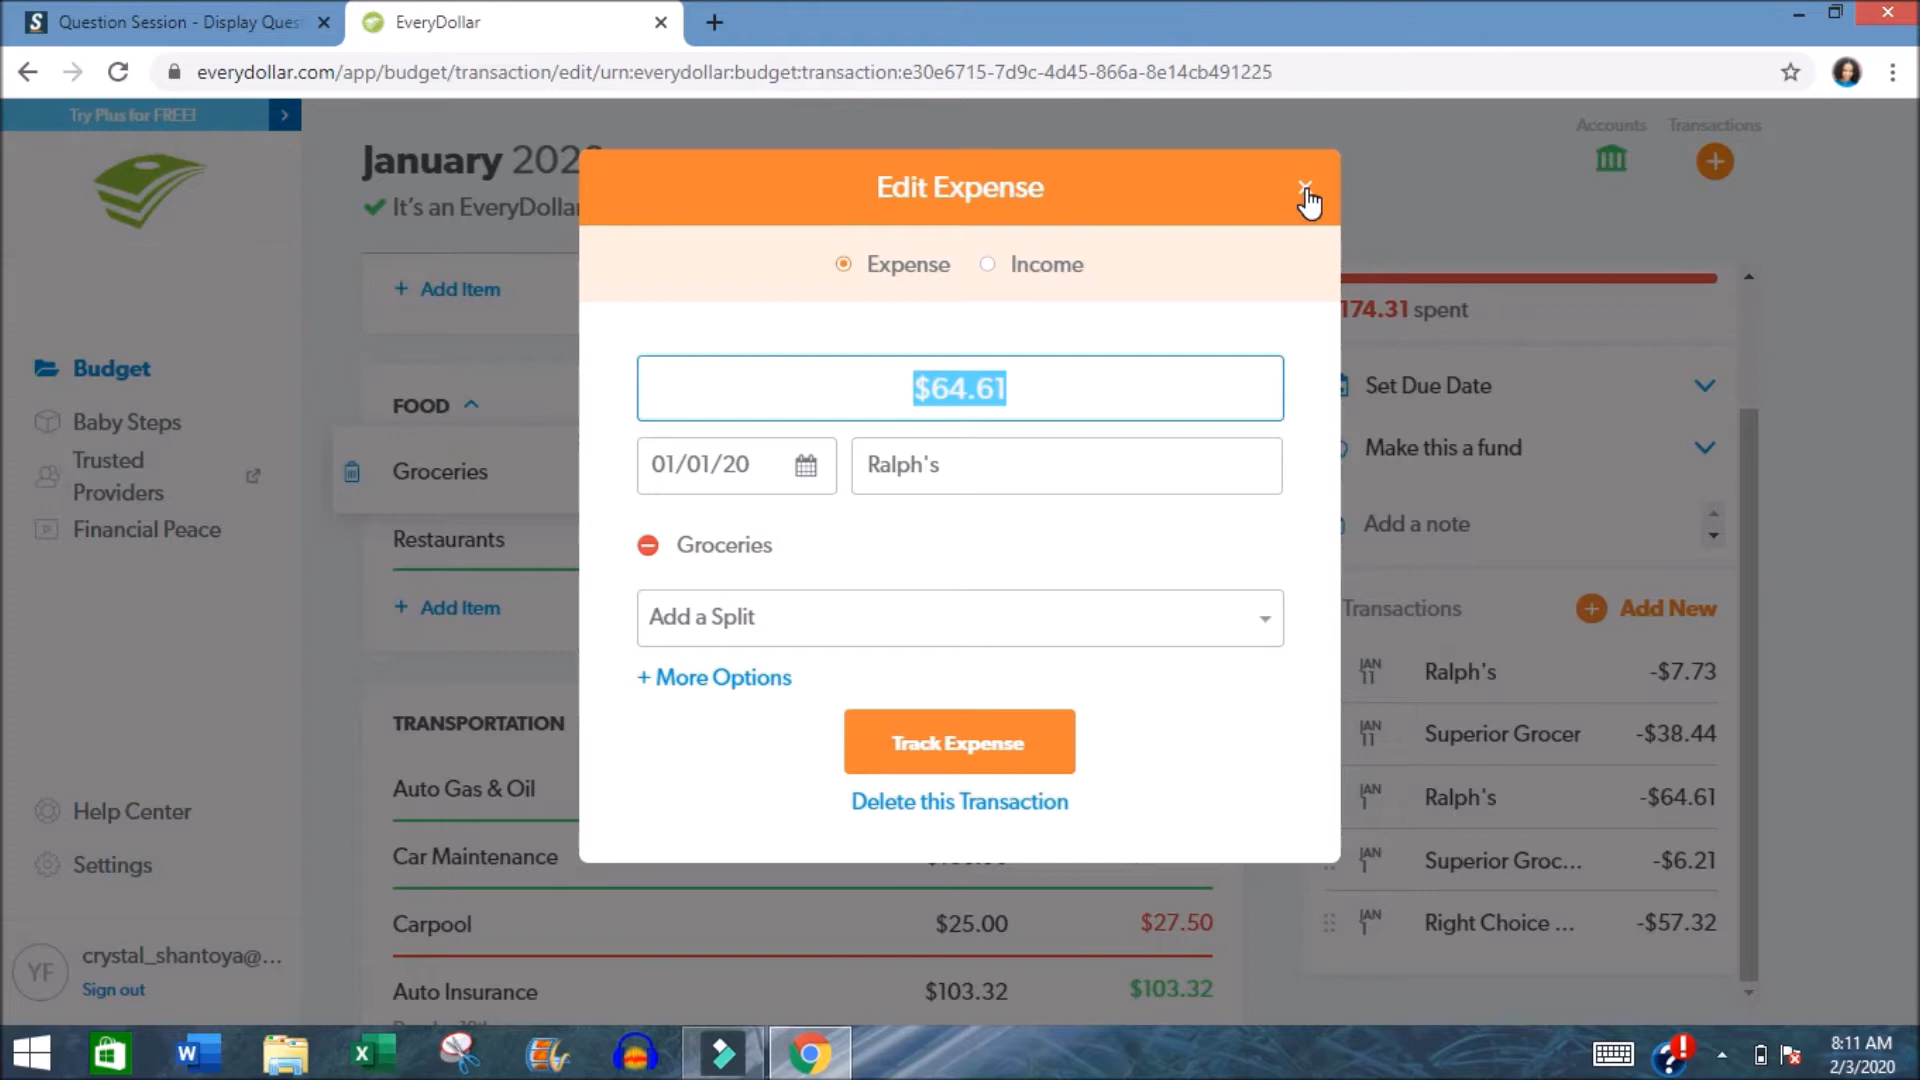 Question Session - Display Ques
EveryDollar
everydollar.com/app/budget/transaction/edit/urn:everydollar:budget:transaction:e30e6715-7d9c-4d45-866a-8e14cb491225
Try Plus for FREE!
January 202
It's an EveryDollar
Accounts
Transactions
Edit Expense
Expense
Income
$64.61
01/01/20
Ralph's
Groceries
Add a Split
+ More Options
Track Expense
Delete this Transaction
Budget
Baby Steps
Trusted
Providers
Financial Peace
Help Center
Settings
YF
crystal_shantoya@...
Sign out
+ Add Item
FOOD
Groceries
Restaurants
+ Add Item
TRANSPORTATION
Auto Gas & Oil
Car Maintenance
Carpool $25.00 $27.50
Auto Insurance $103.32 $103.32
174.31 spent
Set Due Date
Make this a fund
Add a note
Transactions
Add New
JAN 11 Ralph's -$7.73
JAN 11 Superior Grocer -$38.44
JAN 1 Ralph's -$64.61
JAN 1 Superior Groc... -$6.21
JAN 1 Right Choice ... -$57.32
8:11 AM
2/3/2020